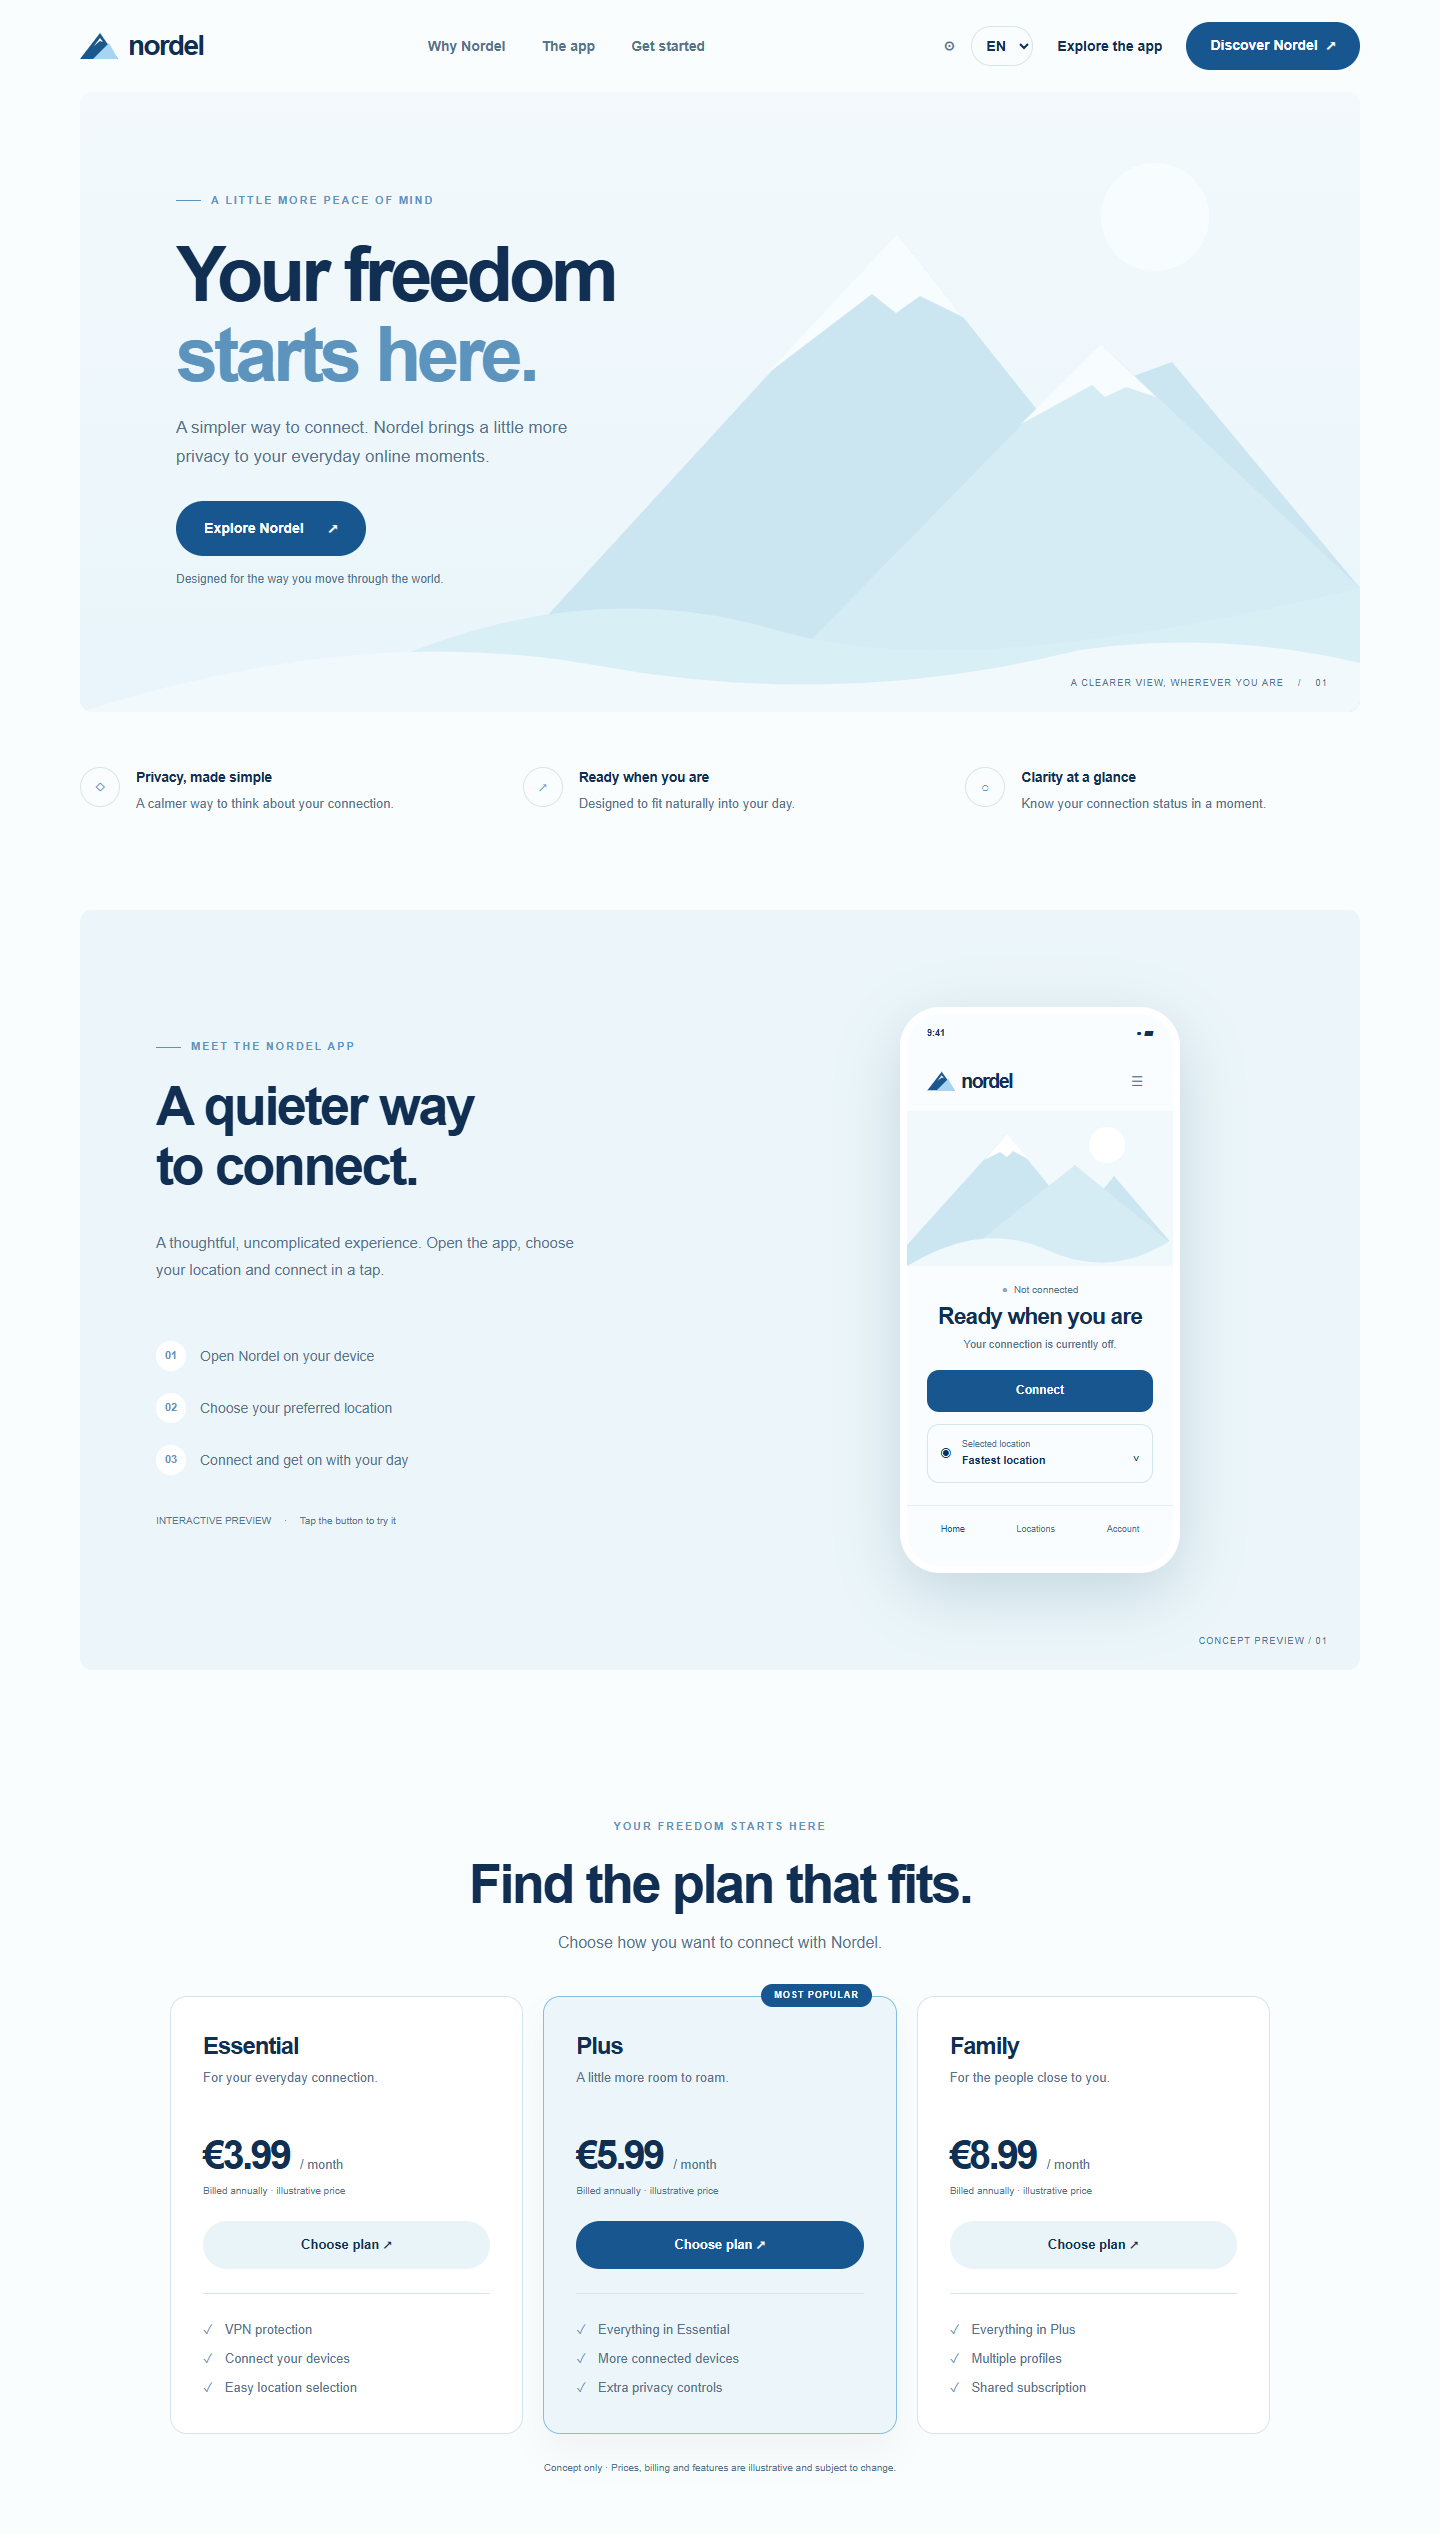 nordel
Why Nordel
The app
Get started
EN
Explore the app
Discover Nordel ↗
A LITTLE MORE PEACE OF MIND
Your freedom
starts here.
A simpler way to connect. Nordel brings a little more
privacy to your everyday online moments.
Explore Nordel ↗
Designed for the way you move through the world.
A CLEARER VIEW, WHEREVER YOU ARE / 01
Privacy, made simple
A calmer way to think about your connection.
Ready when you are
Designed to fit naturally into your day.
Clarity at a glance
Know your connection status in a moment.
MEET THE NORDEL APP
A quieter way
to connect.
A thoughtful, uncomplicated experience. Open the app, choose
your location and connect in a tap.
01 Open Nordel on your device
02 Choose your preferred location
03 Connect and get on with your day
INTERACTIVE PREVIEW · Tap the button to try it
9:41
nordel
Not connected
Ready when you are
Your connection is currently off.
Connect
Selected location
Fastest location
Home
Locations
Account
CONCEPT PREVIEW / 01
YOUR FREEDOM STARTS HERE
Find the plan that fits.
Choose how you want to connect with Nordel.
Essential
For your everyday connection.
€3.99 / month
Billed annually · illustrative price
Choose plan ↗
✓ VPN protection
✓ Connect your devices
✓ Easy location selection
MOST POPULAR
Plus
A little more room to roam.
€5.99 / month
Billed annually · illustrative price
Choose plan ↗
✓ Everything in Essential
✓ More connected devices
✓ Extra privacy controls
Family
For the people close to you.
€8.99 / month
Billed annually · illustrative price
Choose plan ↗
✓ Everything in Plus
✓ Multiple profiles
✓ Shared subscription
Concept only · Prices, billing and features are illustrative and subject to change.